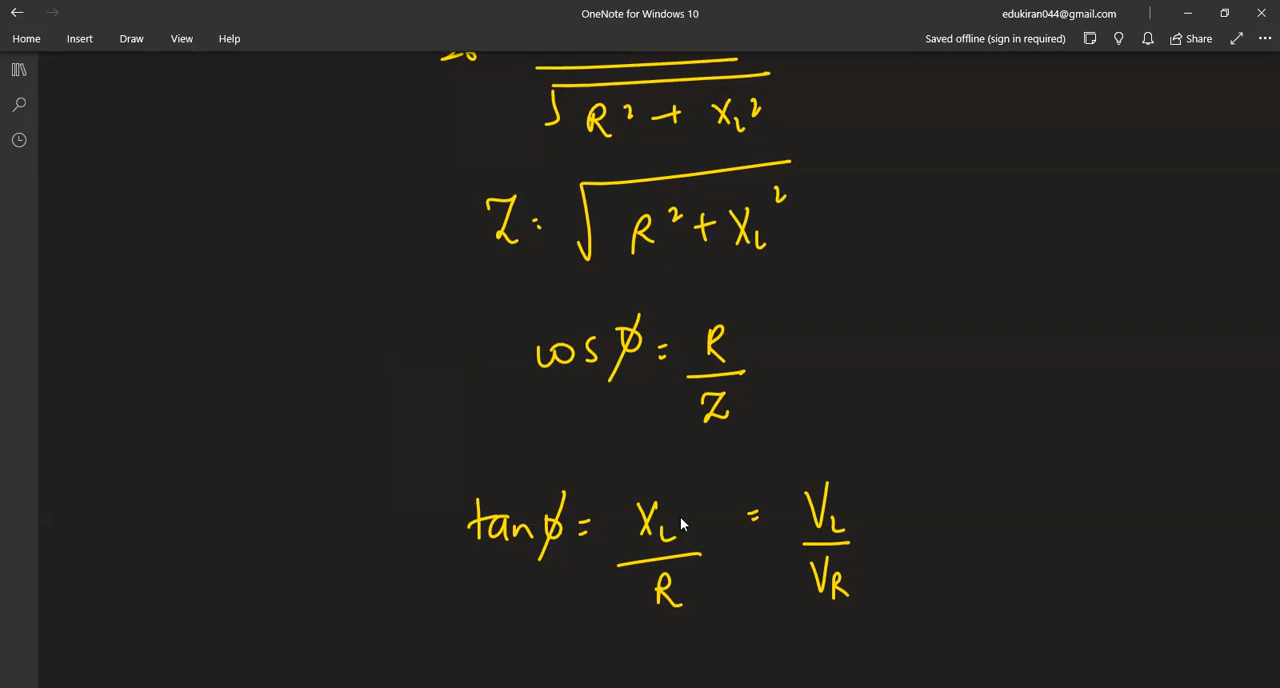 OneNote for Windows 10
edukiran044@gmail.com
Home Insert Draw View Help
Saved offline (sign in required) Share
√R² + X_L²
Z = √R² + X_L²
cos φ = R/Z
tan φ = X_L/R = V_L/V_R